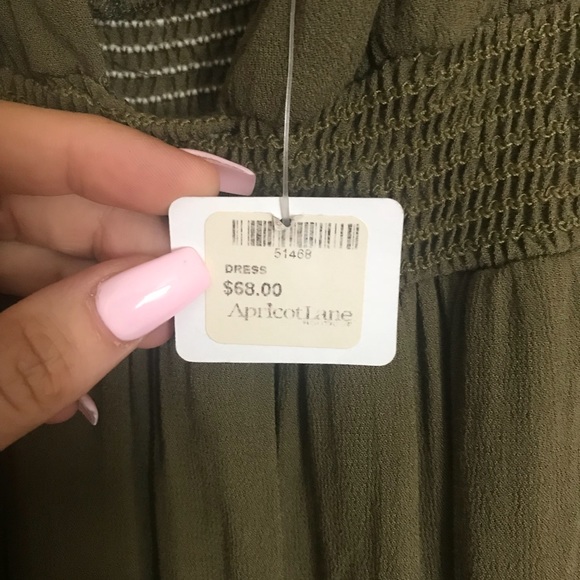 51468
DRESS
$68.00
ApricotLane